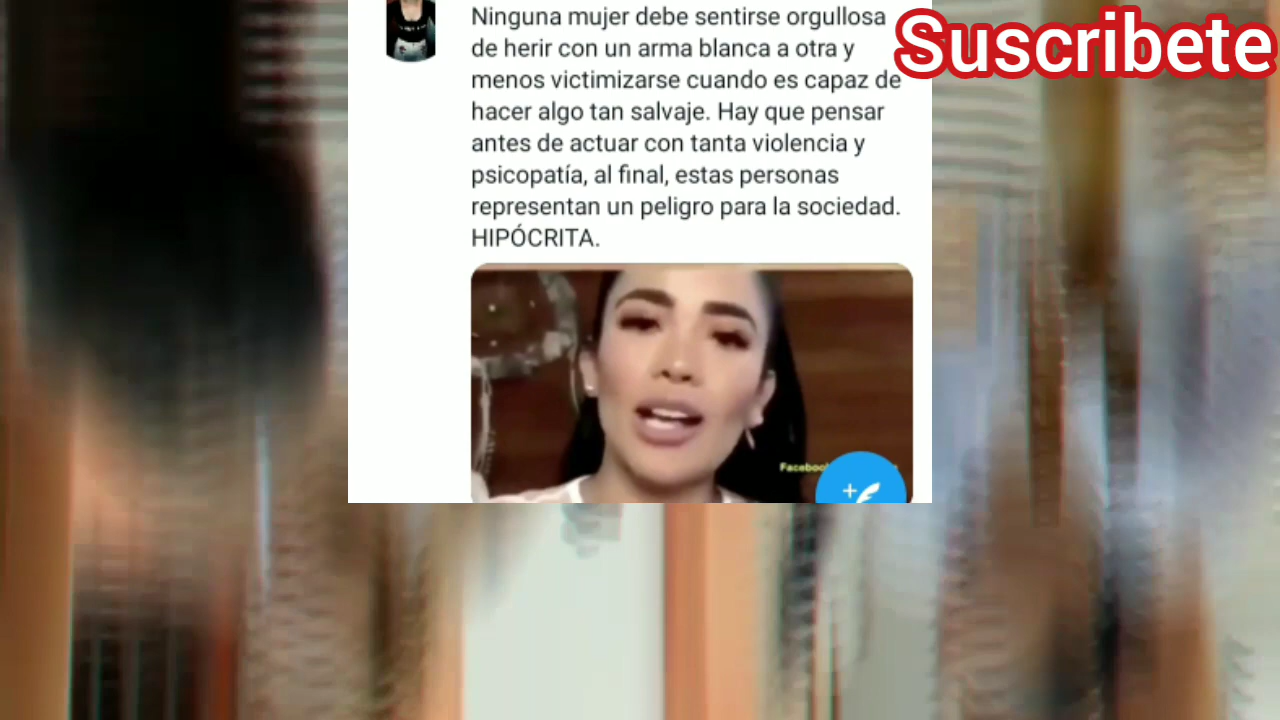 Ninguna mujer debe sentirse orgullosa
de herir con un arma blanca a otra y
menos victimizarse cuando es capaz de
hacer algo tan salvaje. Hay que pensar
antes de actuar con tanta violencia y
psicopatía, al final, estas personas
representan un peligro para la sociedad.
HIPÓCRITA.
Suscribete